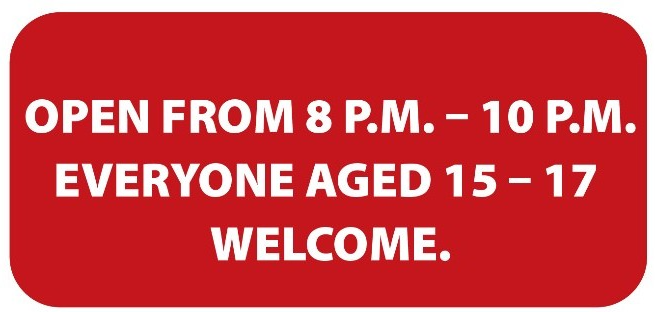 OPEN FROM 8 P.M. – 10 P.M.
EVERYONE AGED 15 – 17
WELCOME.